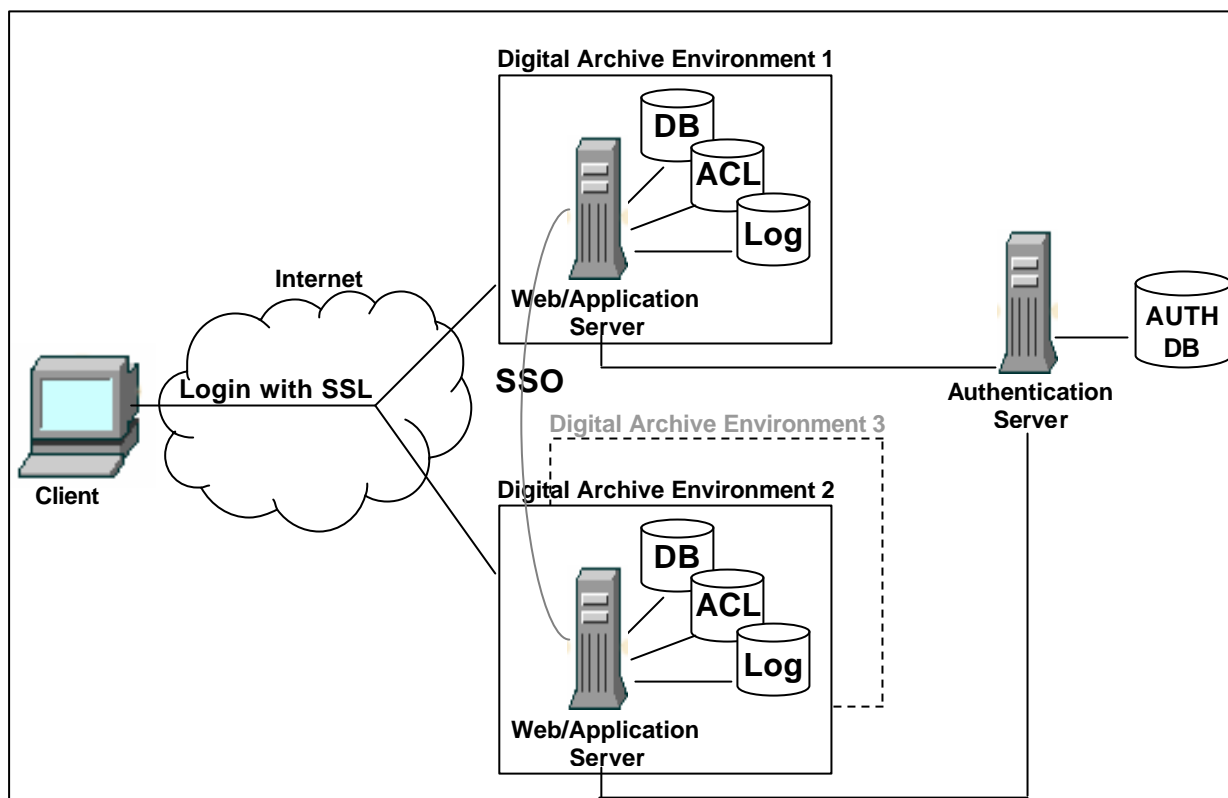 Digital Archive Environment 1
DB
ACL
Log
Web/Application
Server
Internet
Login with SSL
Client
SSO
AUTH
DB
Authentication
Server
Digital Archive Environment 3
Digital Archive Environment 2
DB
ACL
Log
Web/Application
Server